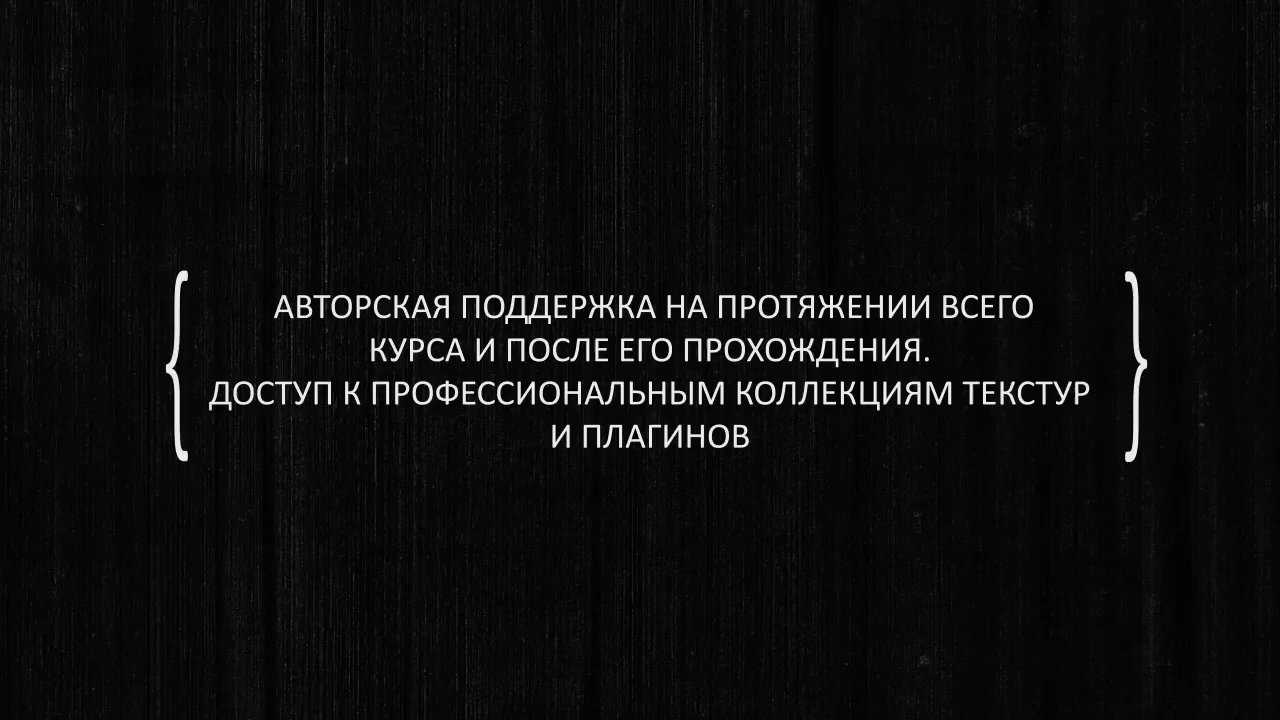 АВТОРСКАЯ ПОДДЕРЖКА НА ПРОТЯЖЕНИИ ВСЕГО
КУРСА И ПОСЛЕ ЕГО ПРОХОЖДЕНИЯ.
ДОСТУП К ПРОФЕССИОНАЛЬНЫМ КОЛЛЕКЦИЯМ ТЕКСТУР
И ПЛАГИНОВ